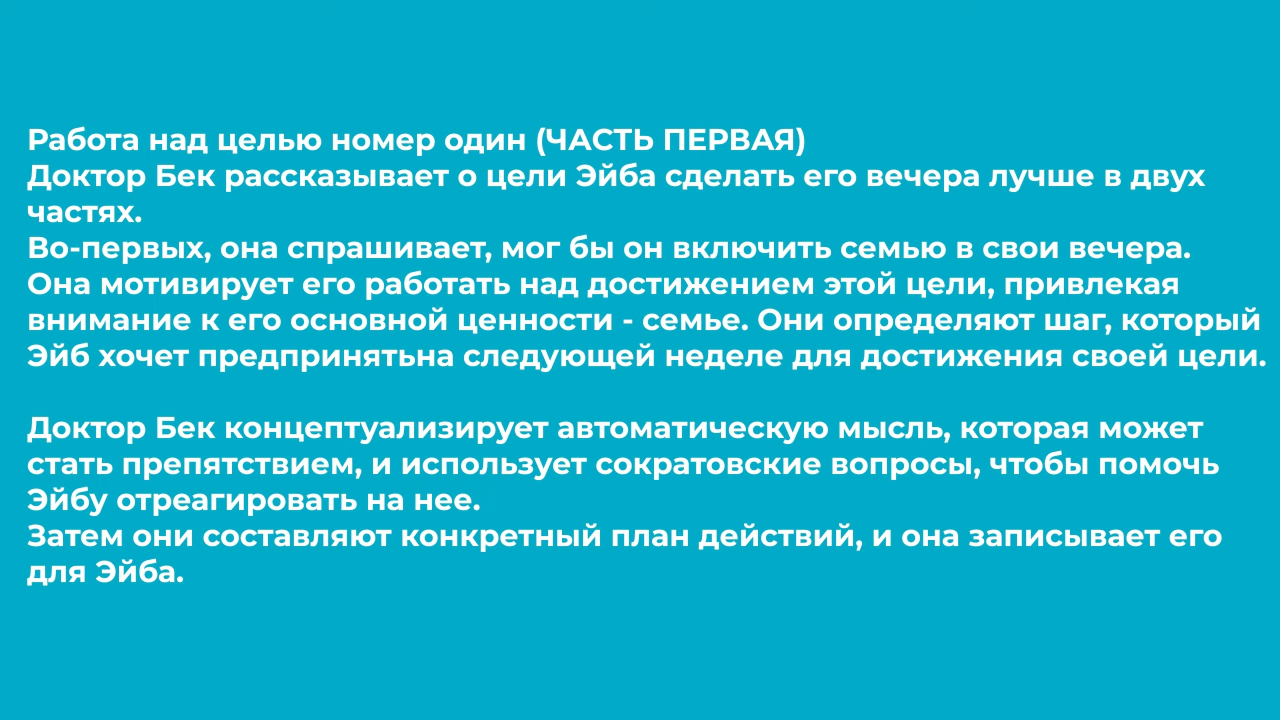 Работа над целью номер один (ЧАСТЬ ПЕРВАЯ)
Доктор Бек рассказывает о цели Эйба сделать его вечера лучше в двух
частях.
Во-первых, она спрашивает, мог бы он включить семью в свои вечера.
Она мотивирует его работать над достижением этой цели, привлекая
внимание к его основной ценности - семье. Они определяют шаг, который
Эйб хочет предпринятьна следующей неделе для достижения своей цели.
Доктор Бек концептуализирует автоматическую мысль, которая может
стать препятствием, и использует сократовские вопросы, чтобы помочь
Эйбу отреагировать на нее.
Затем они составляют конкретный план действий, и она записывает его
для Эйба.